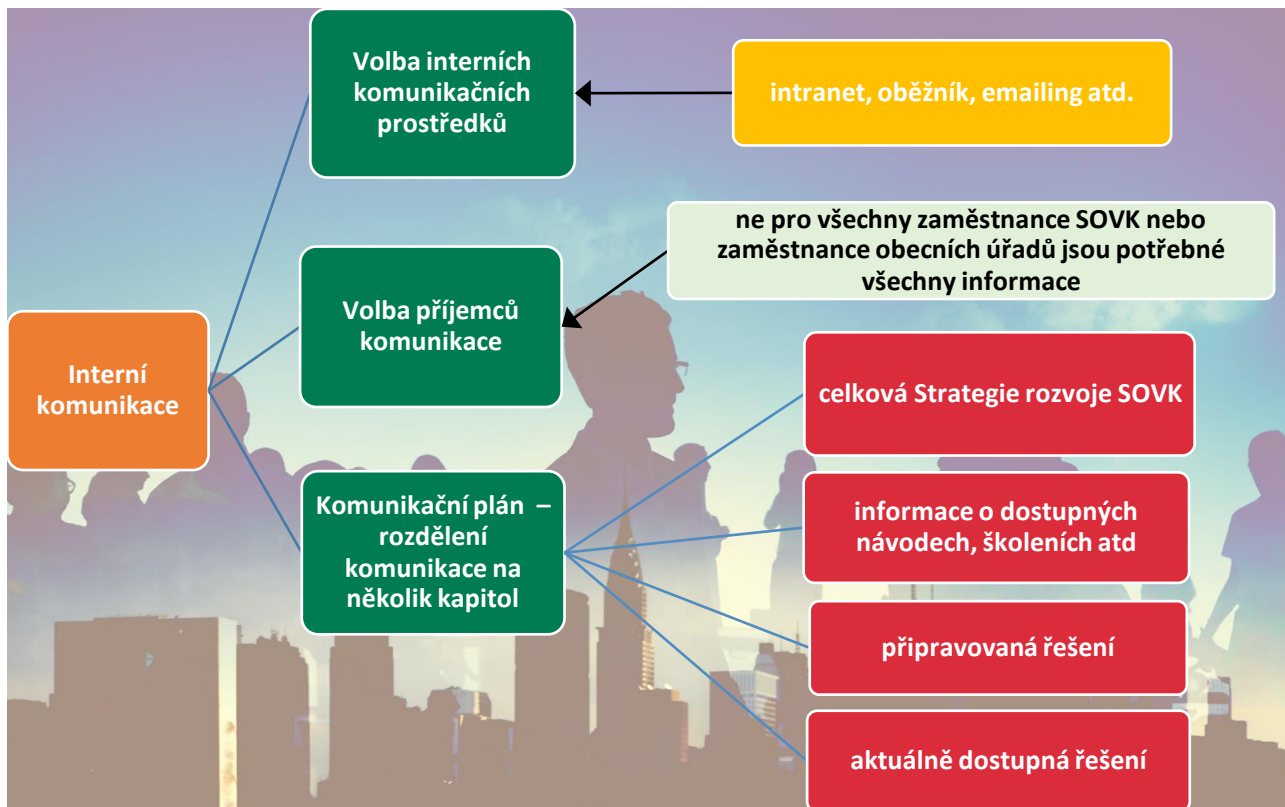 Volba interních
komunikačních
prostředků
intranet, oběžník, emailing atd.
ne pro všechny zaměstnance SOVK nebo
zaměstnance obecních úřadů jsou potřebné
všechny informace
Volba příjemců
komunikace
Interní
komunikace
celková Strategie rozvoje SOVK
Komunikační plán –
rozdělení
komunikace na
několik kapitol
informace o dostupných
návodech, školeních atd
připravovaná řešení
aktuálně dostupná řešení